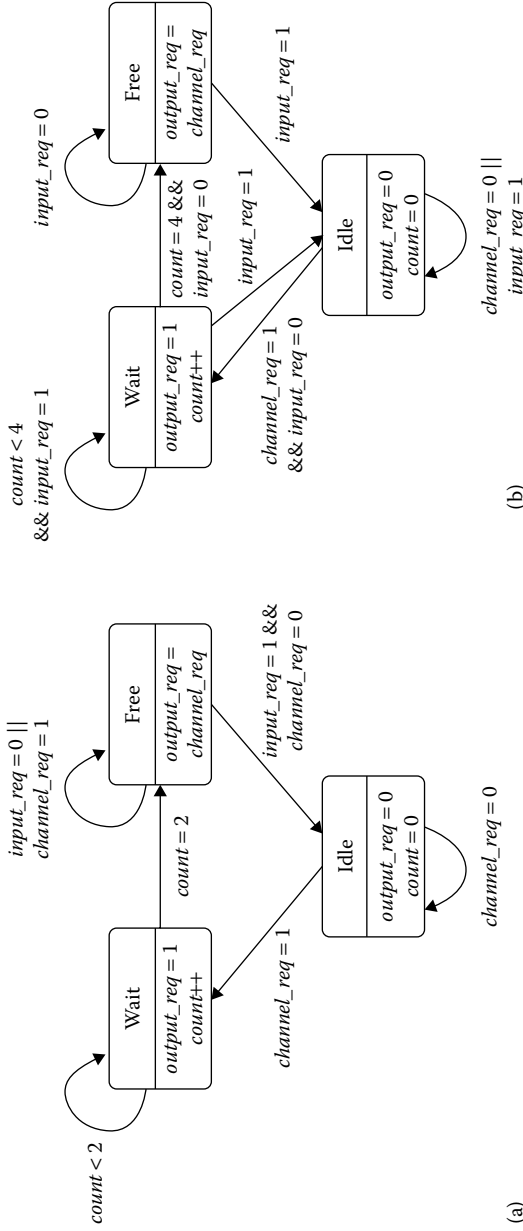 input_req = 0 ||
channel_req = 1
count < 2
Wait
output_req = 1
count++
count = 2
Free
output_req =
channel_req
channel_req = 1
input_req = 1 &&
channel_req = 0
Idle
output_req = 0
count = 0
channel_req = 0
(a)
count < 4
&& input_req = 1
input_req = 0
Wait
output_req = 1
count++
count = 4 &&
input_req = 0
Free
output_req =
channel_req
input_req = 1
input_req = 1
channel_req = 1
&& input_req = 0
Idle
output_req = 0
count = 0
channel_req = 0 ||
input_req = 1
(b)